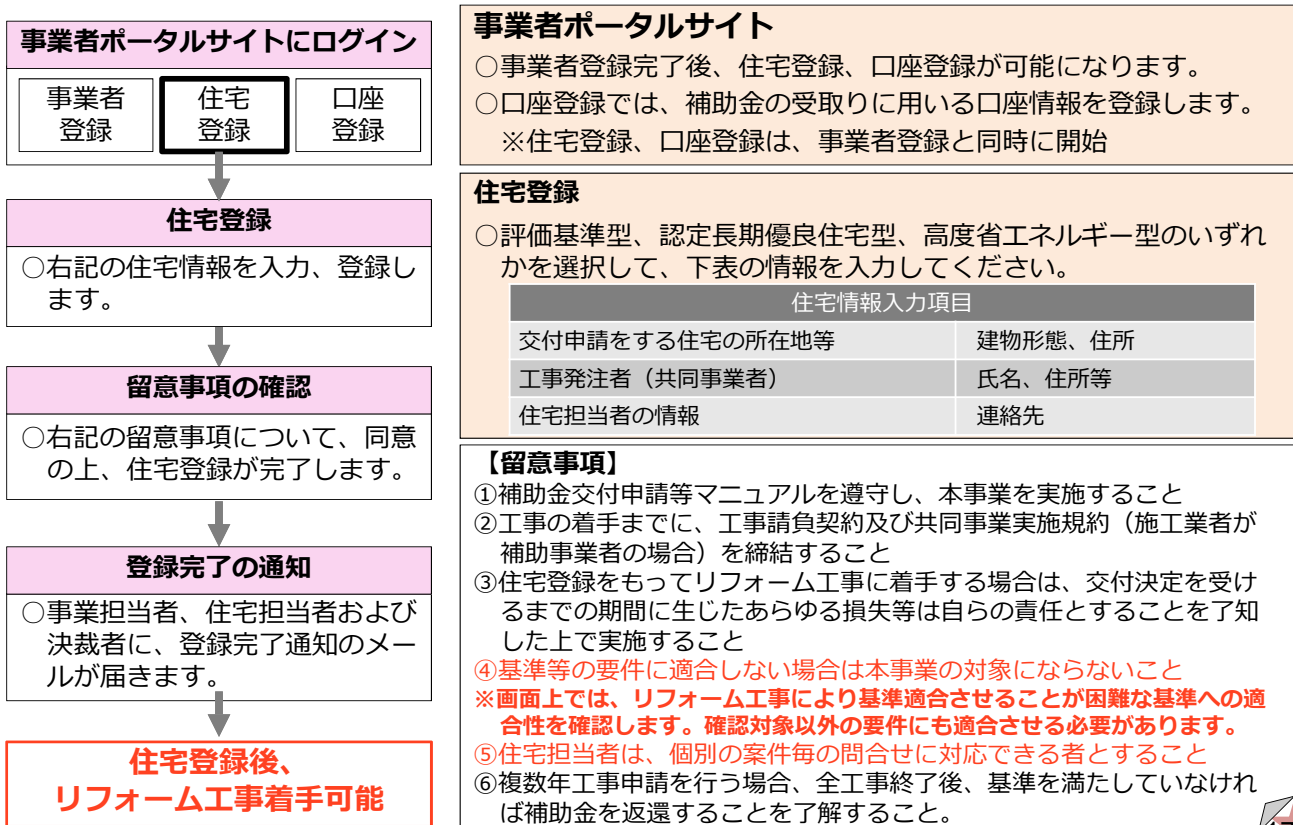 事業者ポータルサイトにログイン
事業者
登録
住宅
登録
口座
登録
住宅登録
○右記の住宅情報を入力、登録し
ます。
留意事項の確認
○右記の留意事項について、同意
の上、住宅登録が完了します。
登録完了の通知
○事業担当者、住宅担当者および
決裁者に、登録完了通知のメー
ルが届きます。
住宅登録後、
リフォーム工事着手可能
事業者ポータルサイト
○事業者登録完了後、住宅登録、口座登録が可能になります。
○口座登録では、補助金の受取りに用いる口座情報を登録します。
※住宅登録、口座登録は、事業者登録と同時に開始
住宅登録
○評価基準型、認定長期優良住宅型、高度省エネルギー型のいずれ
かを選択して、下表の情報を入力してください。
住宅情報入力項目
交付申請をする住宅の所在地等 建物形態、住所
工事発注者（共同事業者） 氏名、住所等
住宅担当者の情報 連絡先
【留意事項】
①補助金交付申請等マニュアルを遵守し、本事業を実施すること
②工事の着手までに、工事請負契約及び共同事業実施規約（施工業者が
補助事業者の場合）を締結すること
③住宅登録をもってリフォーム工事に着手する場合は、交付決定を受け
るまでの期間に生じたあらゆる損失等は自らの責任とすることを了知
した上で実施すること
④基準等の要件に適合しない場合は本事業の対象にならないこと
※画面上では、リフォーム工事により基準適合させることが困難な基準への適
合性を確認します。確認対象以外の要件にも適合させる必要があります。
⑤住宅担当者は、個別の案件毎の問合せに対応できる者とすること
⑥複数年工事申請を行う場合、全工事終了後、基準を満たしていなけれ
ば補助金を返還することを了解すること。